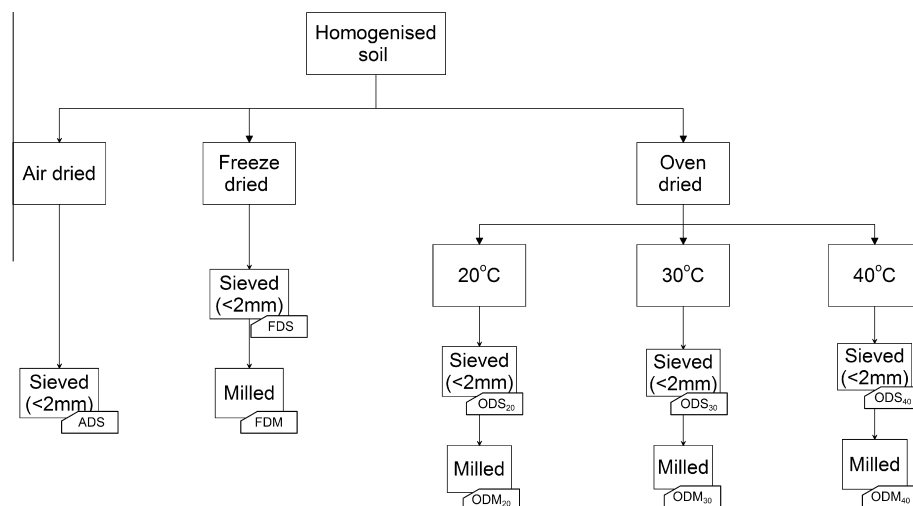 Homogenised
soil
Air dried
Freeze
dried
Oven
dried
20°C
30°C
40°C
Sieved
(<2mm)
FDS
Sieved
(<2mm)
ODS₂₀
Sieved
(<2mm)
ODS₃₀
Sieved
(<2mm)
ODS₄₀
Sieved
(<2mm)
ADS
Milled
FDM
Milled
ODM₂₀
Milled
ODM₃₀
Milled
ODM₄₀